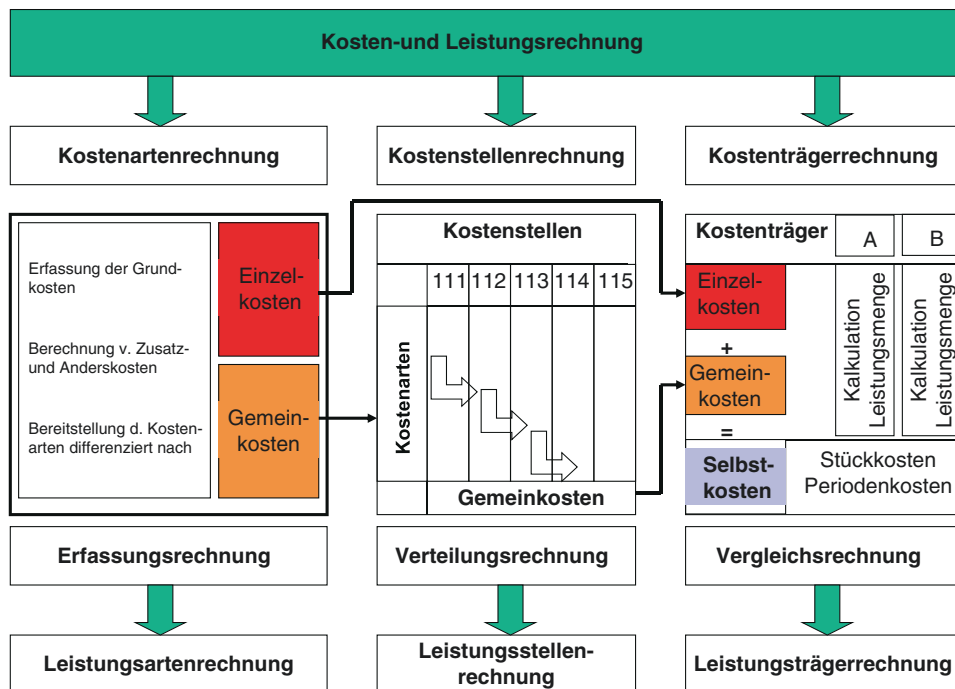 Kosten-und Leistungsrechnung
Kostenartenrechnung
Kostenstellenrechnung
Kostenträgerrechnung
Erfassung der Grund-
kosten
Berechnung v. Zusatz-
und Anderskosten
Bereitstellung d. Kosten-
arten differenziert nach
Einzel-
kosten
Gemein-
kosten
Kostenstellen
111 112 113 114 115
Kostenarten
Gemeinkosten
Kostenträger
A
B
Einzel-
kosten
+
Gemein-
kosten
=
Selbst-
kosten
Kalkulation
Leistungsmenge
Kalkulation
Leistungsmenge
Stückkosten
Periodenkosten
Erfassungsrechnung
Verteilungsrechnung
Vergleichsrechnung
Leistungsartenrechnung
Leistungsstellen-
rechnung
Leistungsträgerrechnung